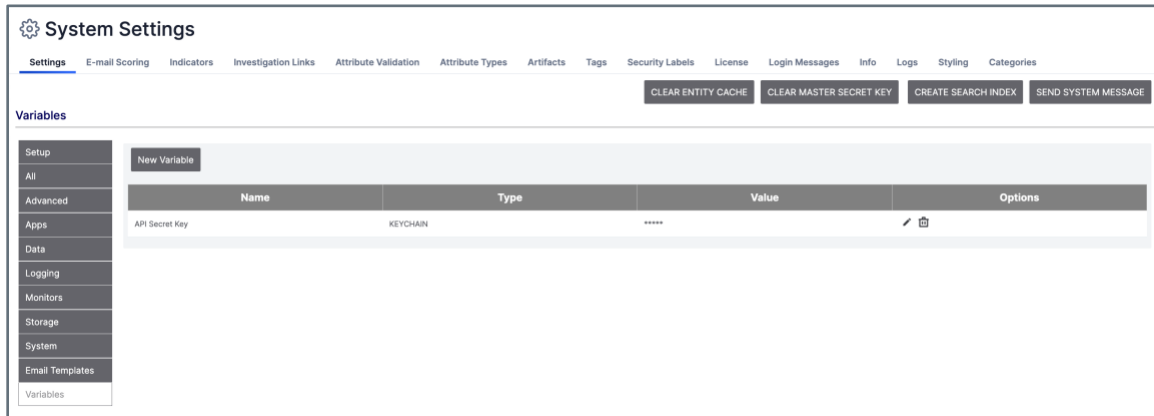 System Settings
Settings E-mail Scoring Indicators Investigation Links Attribute Validation Attribute Types Artifacts Tags Security Labels License Login Messages Info Logs Styling Categories
CLEAR ENTITY CACHE CLEAR MASTER SECRET KEY CREATE SEARCH INDEX SEND SYSTEM MESSAGE
Variables
Setup
All
Advanced
Apps
Data
Logging
Monitors
Storage
System
Email Templates
Variables
New Variable
Name Type Value Options
API Secret Key KEYCHAIN *****